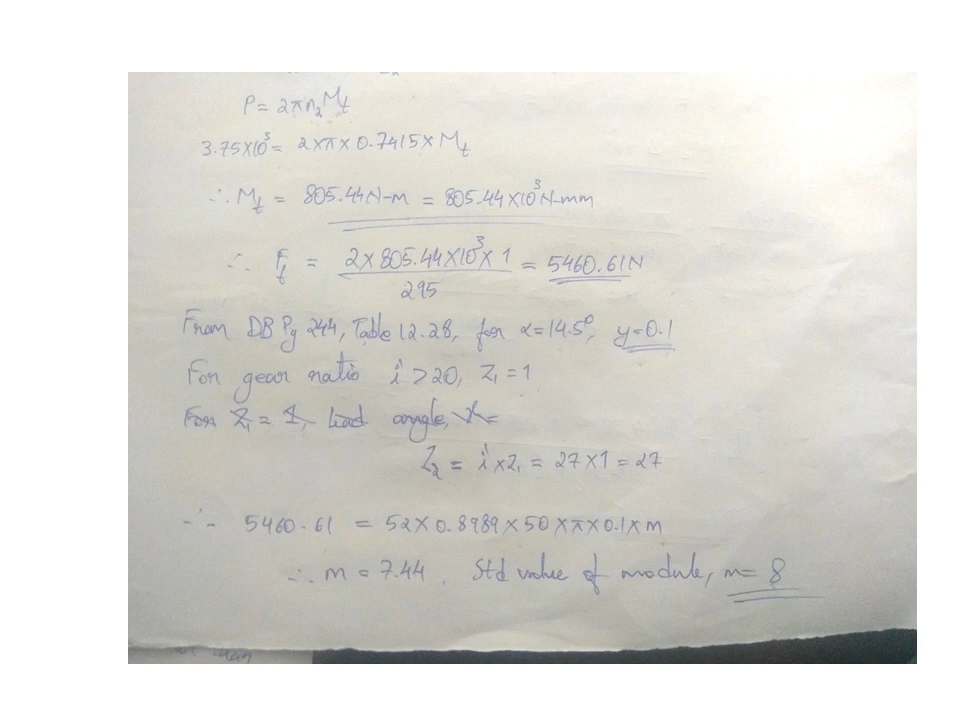 P = 2πn₂Mt
3.75×10³ = 2×π×0.7415×Mt
∴ Mt = 805.44N-m = 805.44×10³N-mm
∴ Ft = 2×805.44×10³×1 / 295 = 5460.61N
From DB Pg 244, Table 12.28, for α=14.5°, y=0.1
For gear ratio i >20, Z₁ = 1
For Z₁ = 1, lead angle, γ =
Z₂ = i×Z₁ = 27×1 = 27
∴ 5460.61 = 52×0.8989×50×π×0.1×m
∴ m = 7.44. Std value of module, m= 8